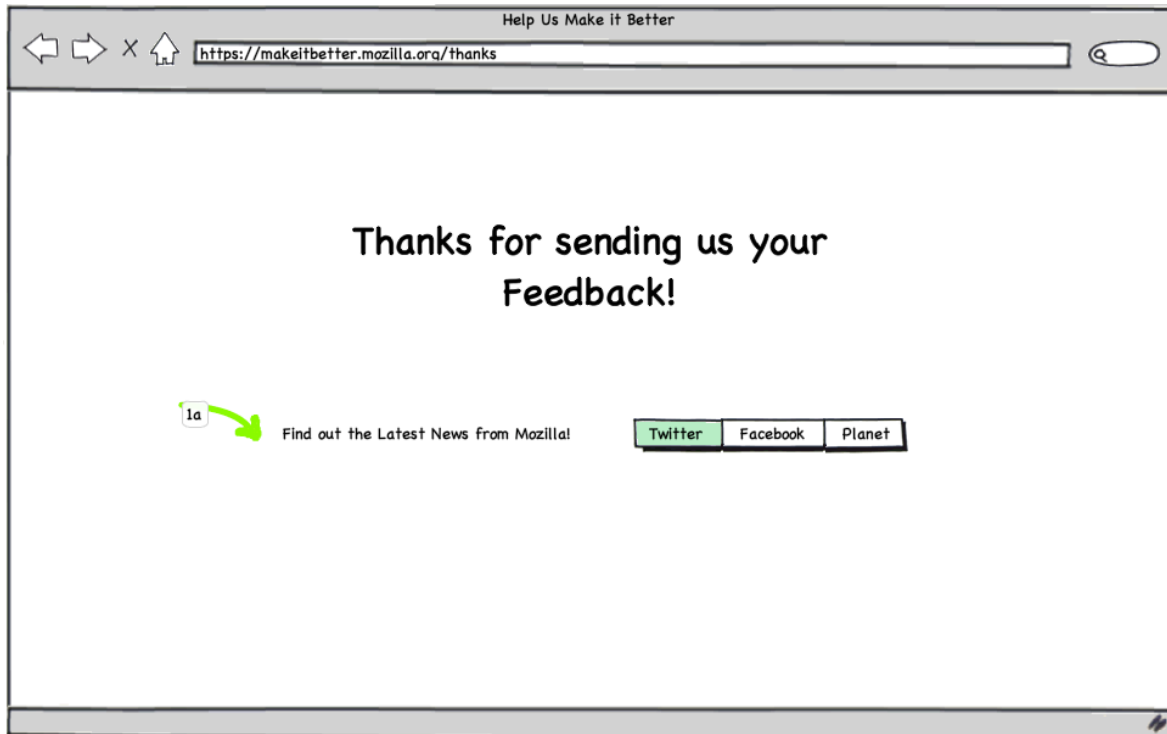 Help Us Make it Better
https://makeitbetter.mozilla.org/thanks
Thanks for sending us your
Feedback!
1a
Find out the Latest News from Mozilla!
Twitter Facebook Planet